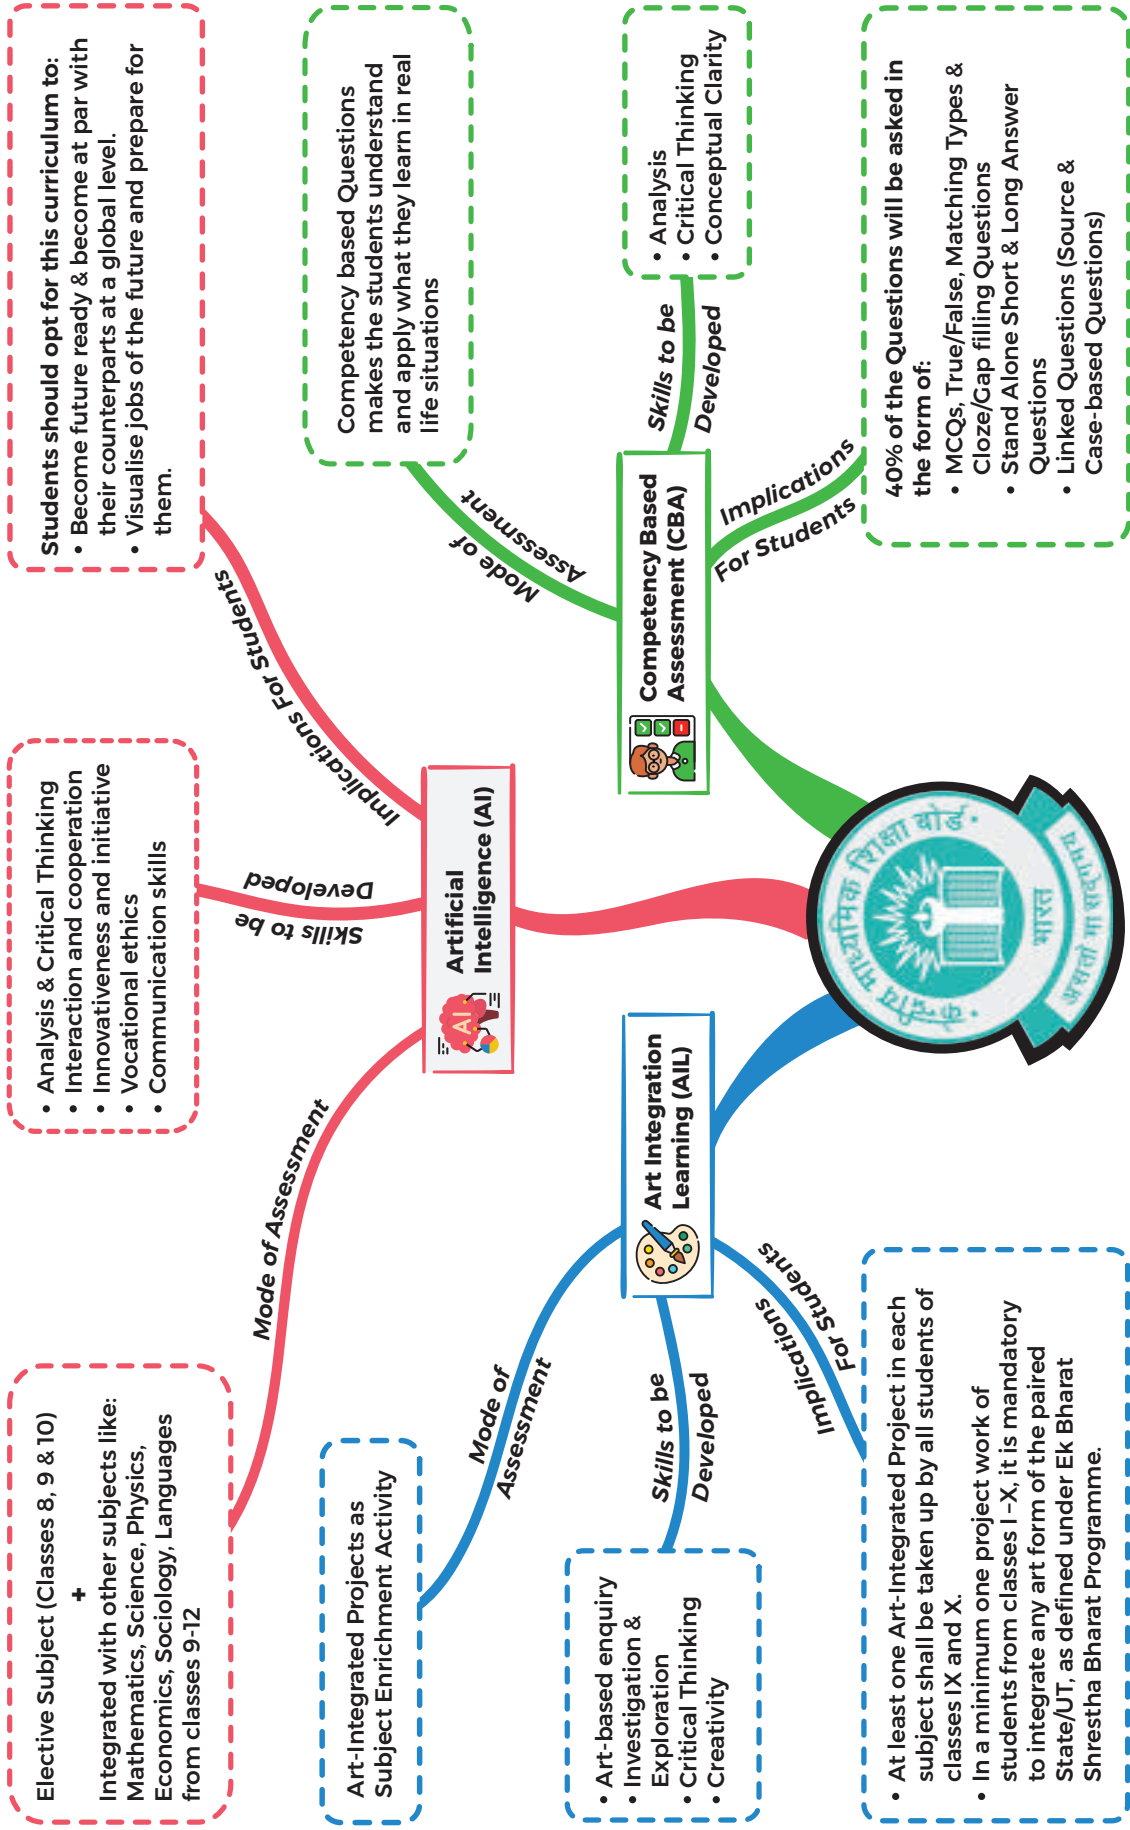 Elective Subject (Classes 8, 9 & 10)
+
Integrated with other subjects like:
Mathematics, Science, Physics,
Economics, Sociology, Languages
from classes 9-12
Mode of Assessment
• Analysis & Critical Thinking
• Interaction and cooperation
• Innovativeness and initiative
• Vocational ethics
• Communication skills
Skills to be
Developed
Students should opt for this curriculum to:
• Become future ready & become at par with
their counterparts at a global level.
• Visualise jobs of the future and prepare for
them.
Implications For Students
AI
Artificial
Intelligence (AI)
Art-Integrated Projects as
Subject Enrichment Activity
Mode of
Assessment
• Art-based enquiry
• Investigation &
Exploration
• Critical Thinking
• Creativity
Skills to be
Developed
Art Integration
Learning (AIL)
Implications
For Students
• At least one Art-Integrated Project in each
subject shall be taken up by all students of
classes IX and X.
• In a minimum one project work of
students from classes I –X, it is mandatory
to integrate any art form of the paired
State/UT, as defined under Ek Bharat
Shrestha Bharat Programme.
Competency based Questions
makes the students understand
and apply what they learn in real
life situations
Mode of
Assessment
Competency Based
Assessment (CBA)
Skills to be
Developed
• Analysis
• Critical Thinking
• Conceptual Clarity
Implications
For Students
40% of the Questions will be asked in
the form of:
• MCQs, True/False, Matching Types &
Cloze/Gap filling Questions
• Stand Alone Short & Long Answer
Questions
• Linked Questions (Source &
Case-based Questions)
केन्द्रीय माध्यमिक शिक्षा बोर्ड
भारत
असतो मा सद्गमय